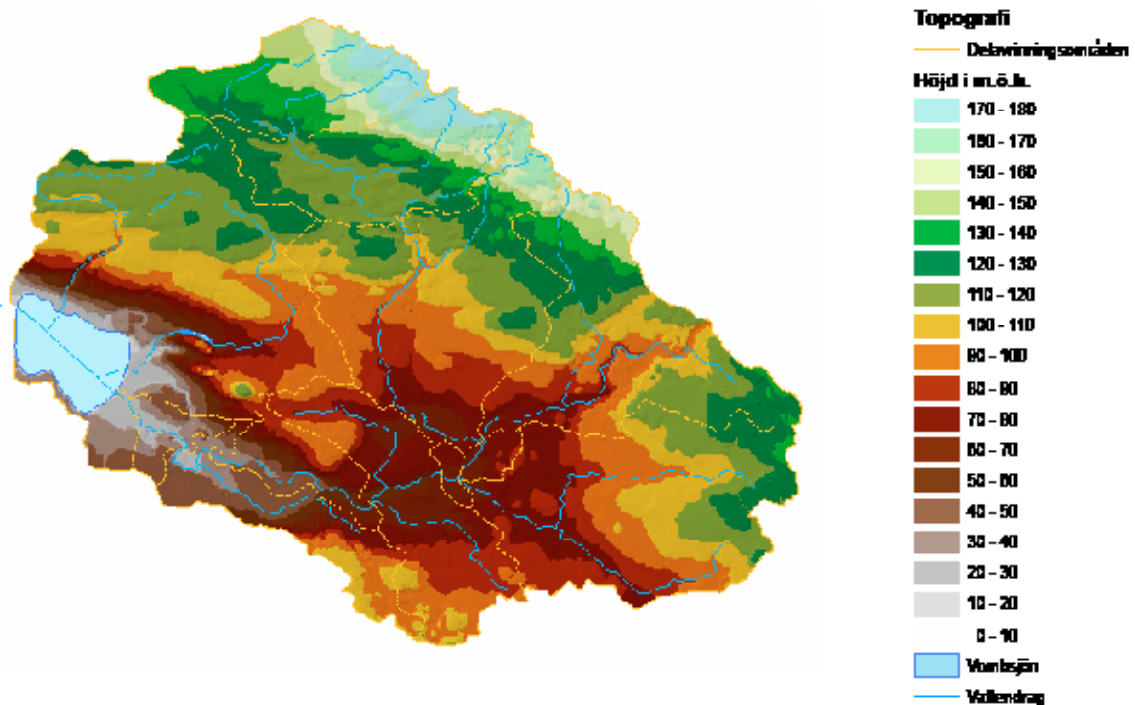 Topografi
Delavrinningsområden
Höjd i m.ö.h.
170 - 180
160 - 170
150 - 160
140 - 150
130 - 140
120 - 130
110 - 120
100 - 110
90 - 100
80 - 90
70 - 80
60 - 70
50 - 60
40 - 50
30 - 40
20 - 30
10 - 20
0 - 10
Vombsjön
Vattendrag